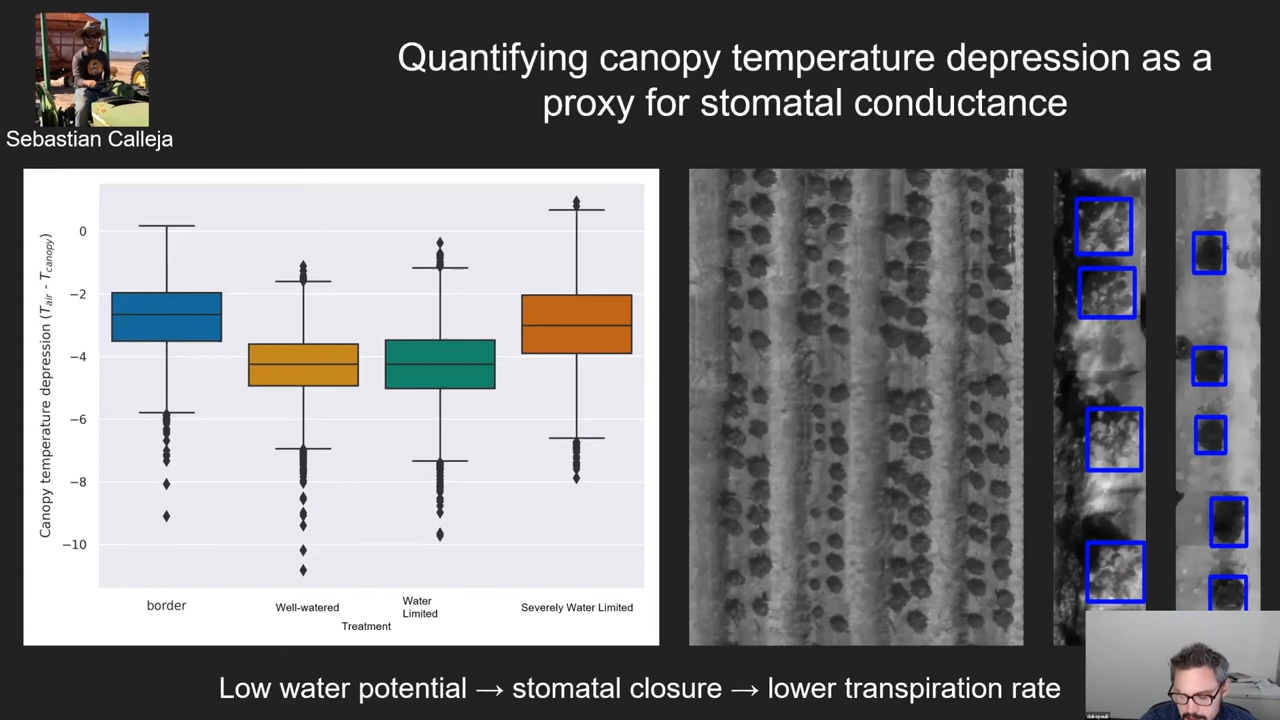 Quantifying canopy temperature depression as a
proxy for stomatal conductance
Sebastian Calleja
Canopy temperature depression (Tair - Tcanopy)
0
−2
−4
−6
−8
−10
border
Well-watered
Water
Limited
Severely Water Limited
Treatment
Low water potential → stomatal closure → lower transpiration rate